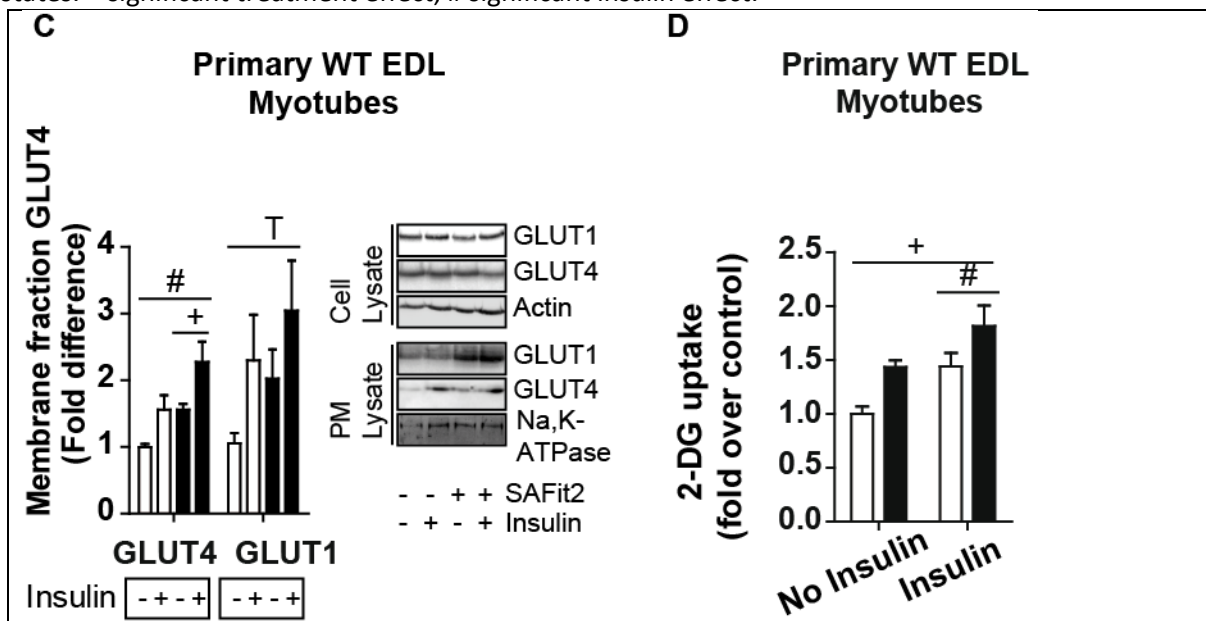 significant treatment effect, # significant insulin effect.
C
Primary WT EDL
Myotubes
Membrane fraction GLUT4
(Fold difference)
4
3
2
1
0
#
+
T
GLUT4 GLUT1
Insulin - + - + - + - +
Cell
Lysate
GLUT1
GLUT4
Actin
PM
Lysate
GLUT1
GLUT4
Na,K-
ATPase
- - + + SAFit2
- + - + Insulin
D
Primary WT EDL
Myotubes
2-DG uptake
(fold over control)
2.5
2.0
1.5
1.0
0.5
0.0
+
#
No Insulin
Insulin